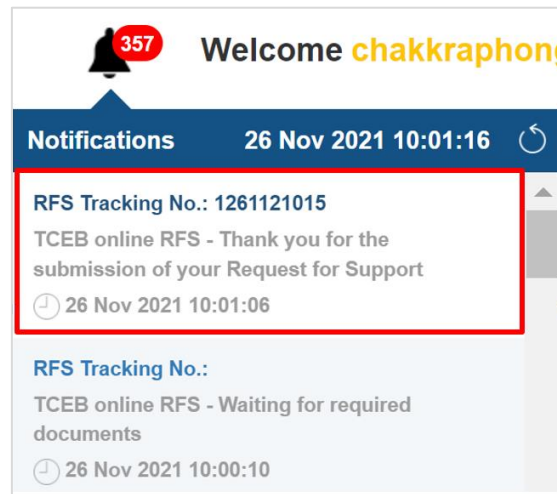 357
Welcome chakkraphong
Notifications 26 Nov 2021 10:01:16
RFS Tracking No.: 1261121015
TCEB online RFS - Thank you for the
submission of your Request for Support
26 Nov 2021 10:01:06
RFS Tracking No.:
TCEB online RFS - Waiting for required
documents
26 Nov 2021 10:00:10